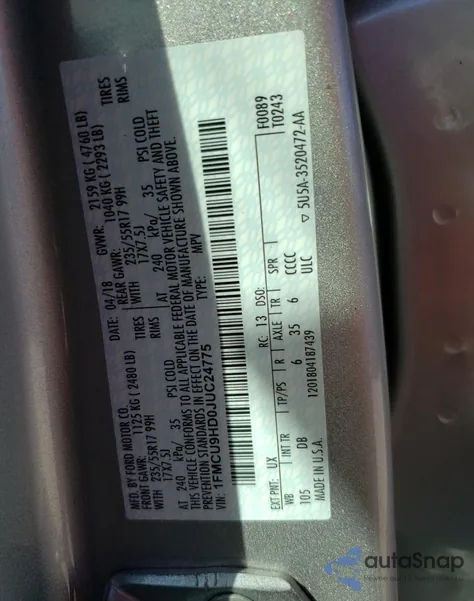 MFD. BY FORD MOTOR CO.
DATE: 04/18
GVWR: 2159 KG ( 4760 LB)
FRONT GAWR: 1125 KG ( 2480 LB)
REAR GAWR: 1040 KG ( 2293 LB)
WITH 235/55R17 99H TIRES
WITH 235/55R17 99H TIRES
17X7.5J RIMS
17X7.5J RIMS
AT 240 kPa/ 35 PSI COLD
AT 240 kPa/ 35 PSI COLD
THIS VEHICLE CONFORMS TO ALL APPLICABLE FEDERAL MOTOR VEHICLE SAFETY AND THEFT
PREVENTION STANDARDS IN EFFECT ON THE DATE OF MANUFACTURE SHOWN ABOVE.
VIN: 1FMCU9HD0JUC24775
TYPE: MPV
F0089
T0243
EXT PNT: UX
RC: 13 DSO:
WB INT TR TP/PS R AXLE TR SPR
105 DB 6 35 6 CCCC
1201804187439 ULC
MADE IN U.S.A.
▽ 5U5A-3520472-AA
autoSnap